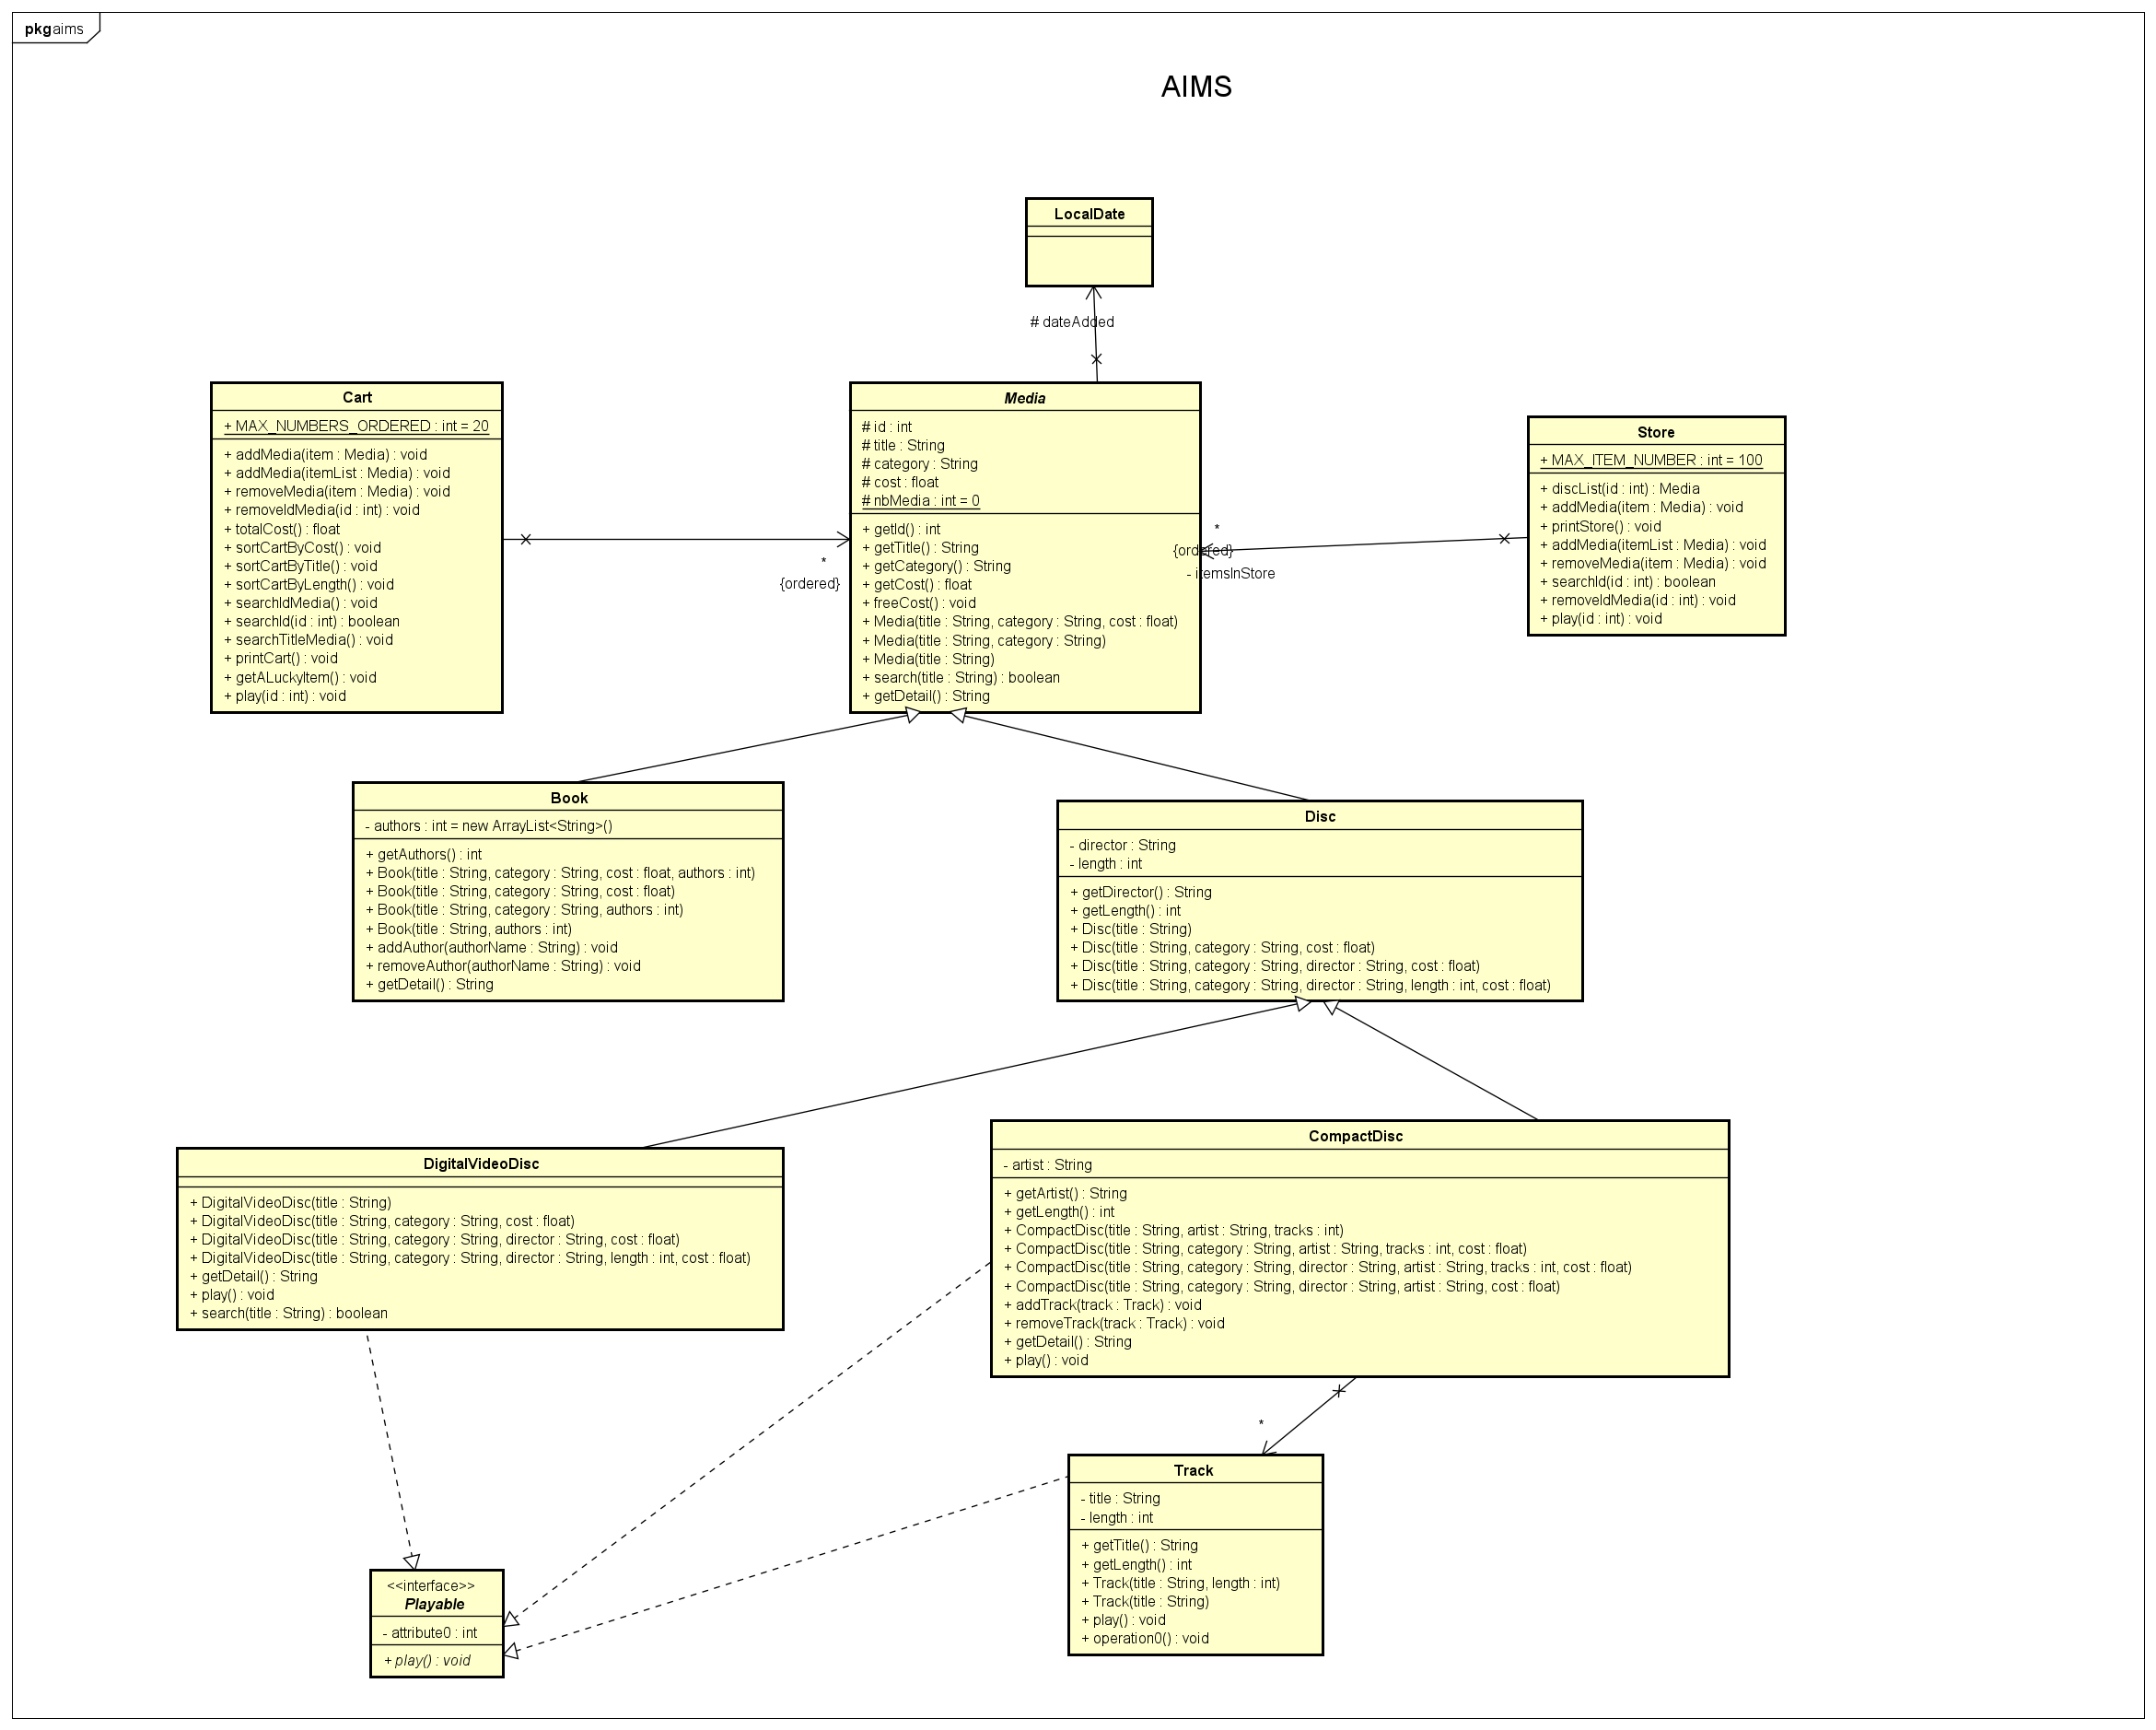 pkg aims
AIMS
LocalDate
# dateAdded
Cart
+ MAX_NUMBERS_ORDERED : int = 20
+ addMedia(item : Media) : void
+ addMedia(itemList : Media) : void
+ removeMedia(item : Media) : void
+ removeIdMedia(id : int) : void
+ totalCost() : float
+ sortCartByCost() : void
+ sortCartByTitle() : void
+ sortCartByLength() : void
+ searchIdMedia() : void
+ searchId(id : int) : boolean
+ searchTitleMedia() : void
+ printCart() : void
+ getALuckyItem() : void
+ play(id : int) : void
*
{ordered}
Media
# id : int
# title : String
# category : String
# cost : float
# nbMedia : int = 0
+ getId() : int
+ getTitle() : String
+ getCategory() : String
+ getCost() : float
+ freeCost() : void
+ Media(title : String, category : String, cost : float)
+ Media(title : String, category : String)
+ Media(title : String)
+ search(title : String) : boolean
+ getDetail() : String
*
{ordered}
- itemsInStore
Store
+ MAX_ITEM_NUMBER : int = 100
+ discList(id : int) : Media
+ addMedia(item : Media) : void
+ printStore() : void
+ addMedia(itemList : Media) : void
+ removeMedia(item : Media) : void
+ searchId(id : int) : boolean
+ removeIdMedia(id : int) : void
+ play(id : int) : void
Book
- authors : int = new ArrayList<String>()
+ getAuthors() : int
+ Book(title : String, category : String, cost : float, authors : int)
+ Book(title : String, category : String, cost : float)
+ Book(title : String, category : String, authors : int)
+ Book(title : String, authors : int)
+ addAuthor(authorName : String) : void
+ removeAuthor(authorName : String) : void
+ getDetail() : String
Disc
- director : String
- length : int
+ getDirector() : String
+ getLength() : int
+ Disc(title : String)
+ Disc(title : String, category : String, cost : float)
+ Disc(title : String, category : String, director : String, cost : float)
+ Disc(title : String, category : String, director : String, length : int, cost : float)
DigitalVideoDisc
+ DigitalVideoDisc(title : String)
+ DigitalVideoDisc(title : String, category : String, cost : float)
+ DigitalVideoDisc(title : String, category : String, director : String, cost : float)
+ DigitalVideoDisc(title : String, category : String, director : String, length : int, cost : float)
+ getDetail() : String
+ play() : void
+ search(title : String) : boolean
CompactDisc
- artist : String
+ getArtist() : String
+ getLength() : int
+ CompactDisc(title : String, artist : String, tracks : int)
+ CompactDisc(title : String, category : String, artist : String, tracks : int, cost : float)
+ CompactDisc(title : String, category : String, director : String, artist : String, tracks : int, cost : float)
+ CompactDisc(title : String, category : String, director : String, artist : String, cost : float)
+ addTrack(track : Track) : void
+ removeTrack(track : Track) : void
+ getDetail() : String
+ play() : void
*
Track
- title : String
- length : int
+ getTitle() : String
+ getLength() : int
+ Track(title : String, length : int)
+ Track(title : String)
+ play() : void
+ operation0() : void
<<interface>>
Playable
- attribute0 : int
+ play() : void